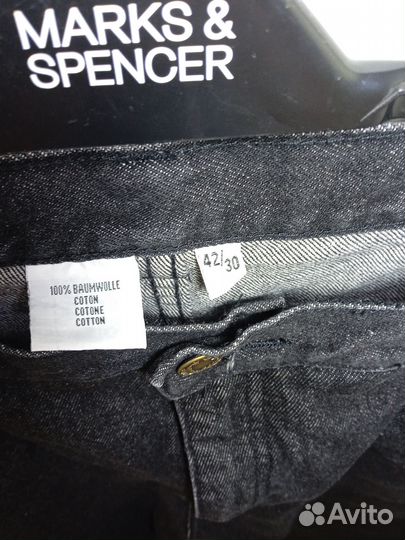 MARKS &
SPENCER
42/30
100% BAUMWOLLE
COTON
COTONE
COTTON
Avito